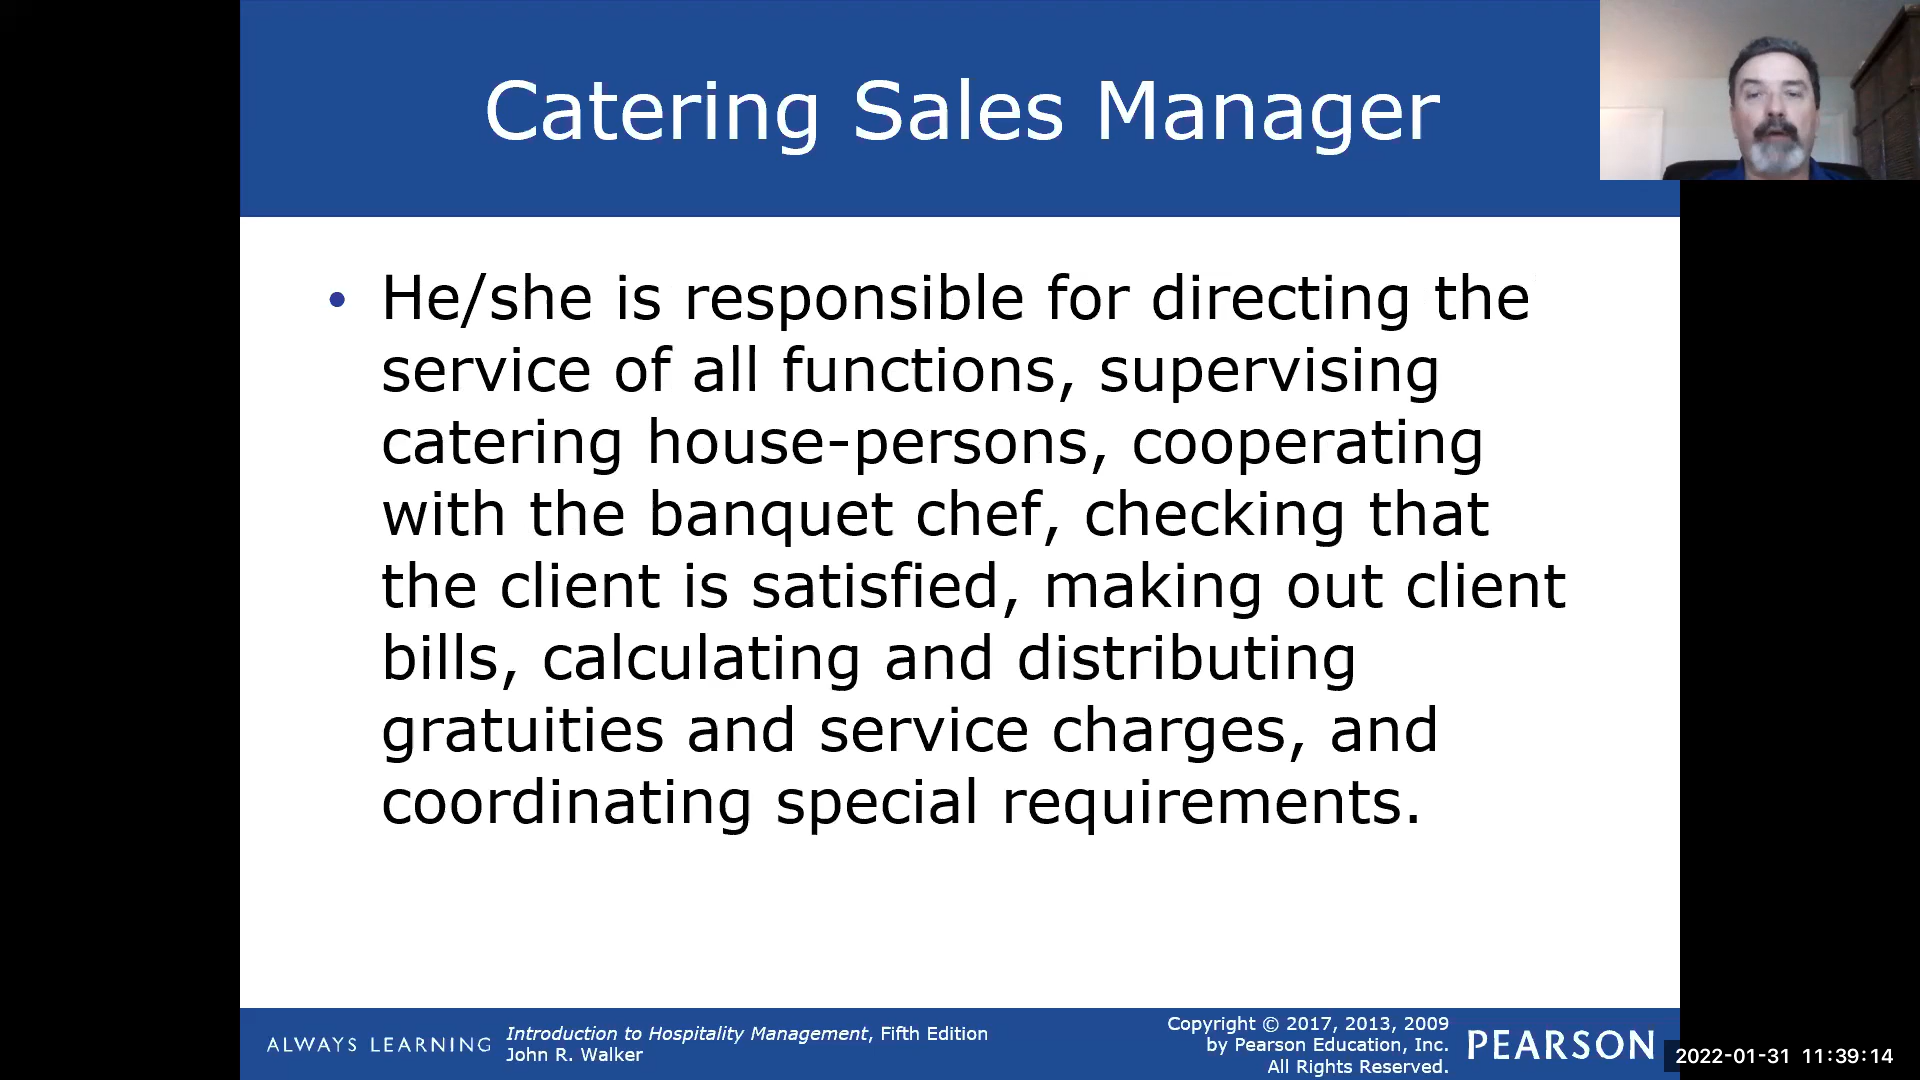 Catering Sales Manager
• He/she is responsible for directing the
service of all functions, supervising
catering house-persons, cooperating
with the banquet chef, checking that
the client is satisfied, making out client
bills, calculating and distributing
gratuities and service charges, and
coordinating special requirements.
ALWAYS LEARNING
Introduction to Hospitality Management, Fifth Edition
John R. Walker
Copyright © 2017, 2013, 2009
by Pearson Education, Inc.
All Rights Reserved.
PEARSON
2022-01-31 11:39:14